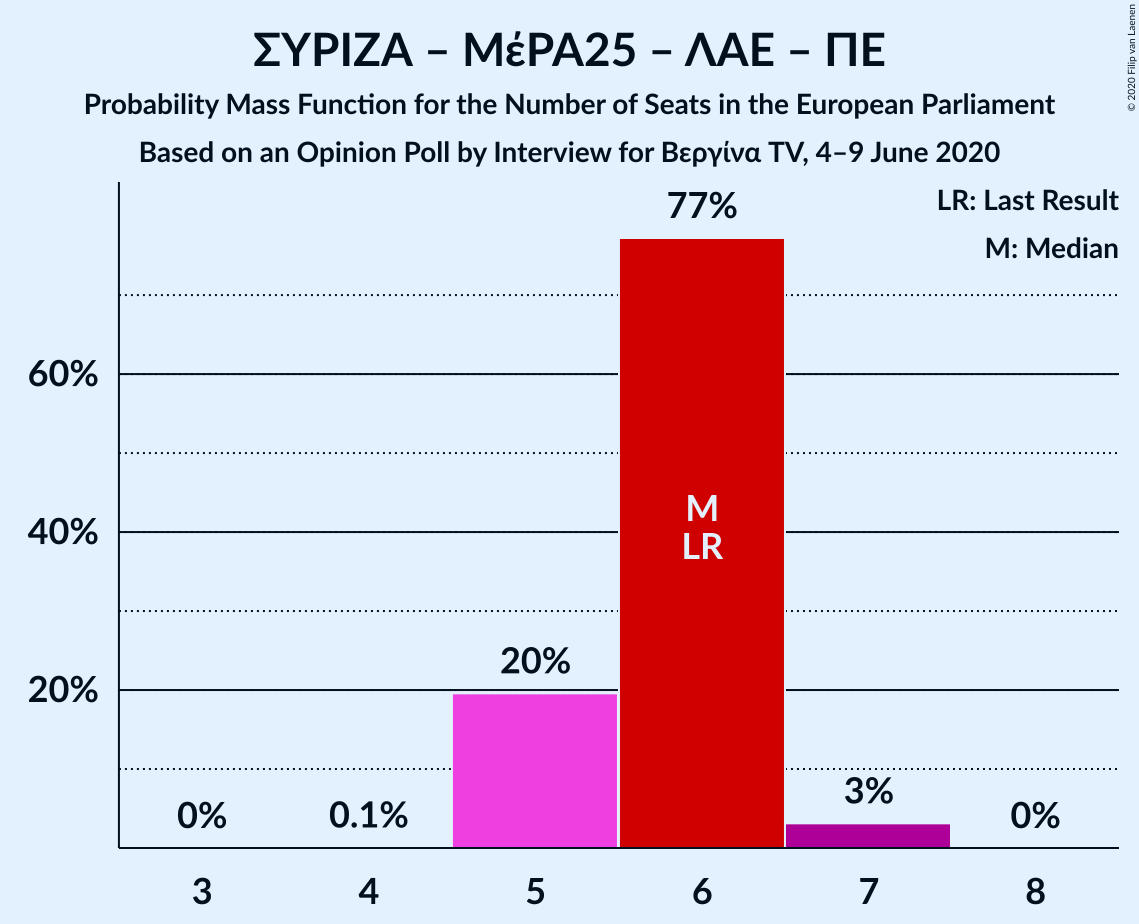 ΣΥΡΙΖΑ – ΜέΡΑ25 – ΛΑΕ – ΠΕ
Probability Mass Function for the Number of Seats in the European Parliament
Based on an Opinion Poll by Interview for Βεργίνα TV, 4–9 June 2020
© 2020 Filip van Laenen
LR: Last Result
M: Median
77%
60%
M
40%
LR
20%
20%
3%
0%
0.1%
0%
3 4 5 6 7 8